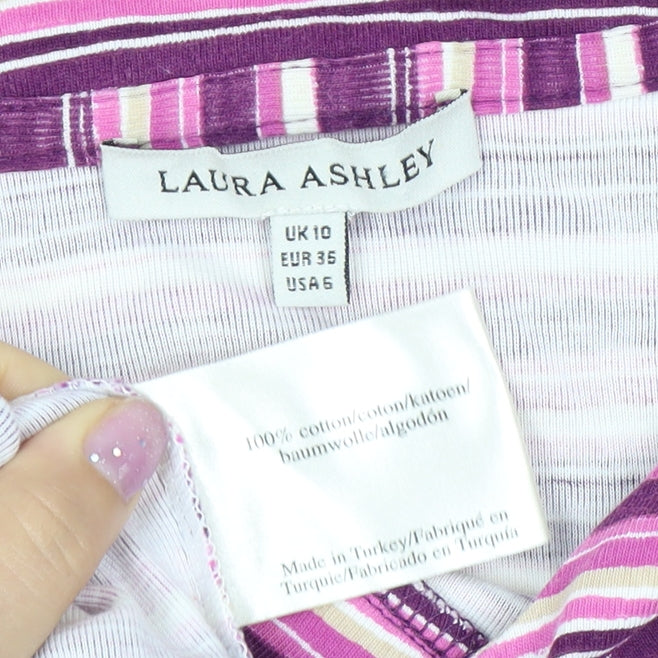 LAURA ASHLEY
UK 10
EUR 36
USA 6
100% cotton/coton/katoen/
baumwolle/algodón
Made in Turkey/Fabriqué en
Turquie/Fabricado en Turquía